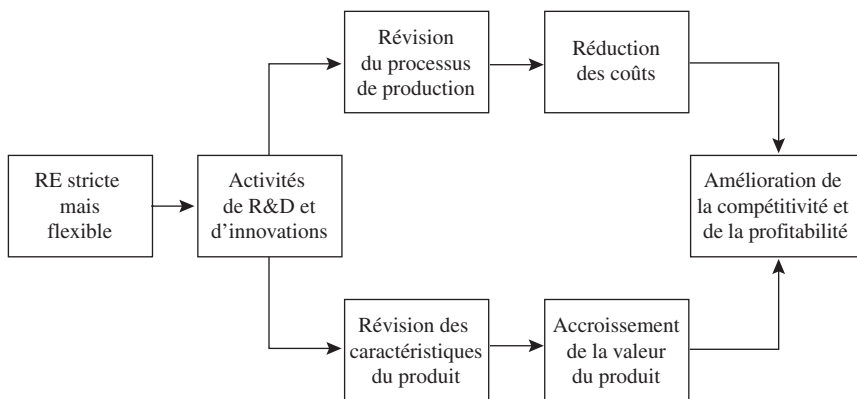 Révision
du processus
de production
Réduction
des coûts
RE stricte
mais
flexible
Activités
de R&D et
d'innovations
Amélioration de
la compétitivité et
de la profitabilité
Révision des
caractéristiques
du produit
Accroissement
de la valeur
du produit